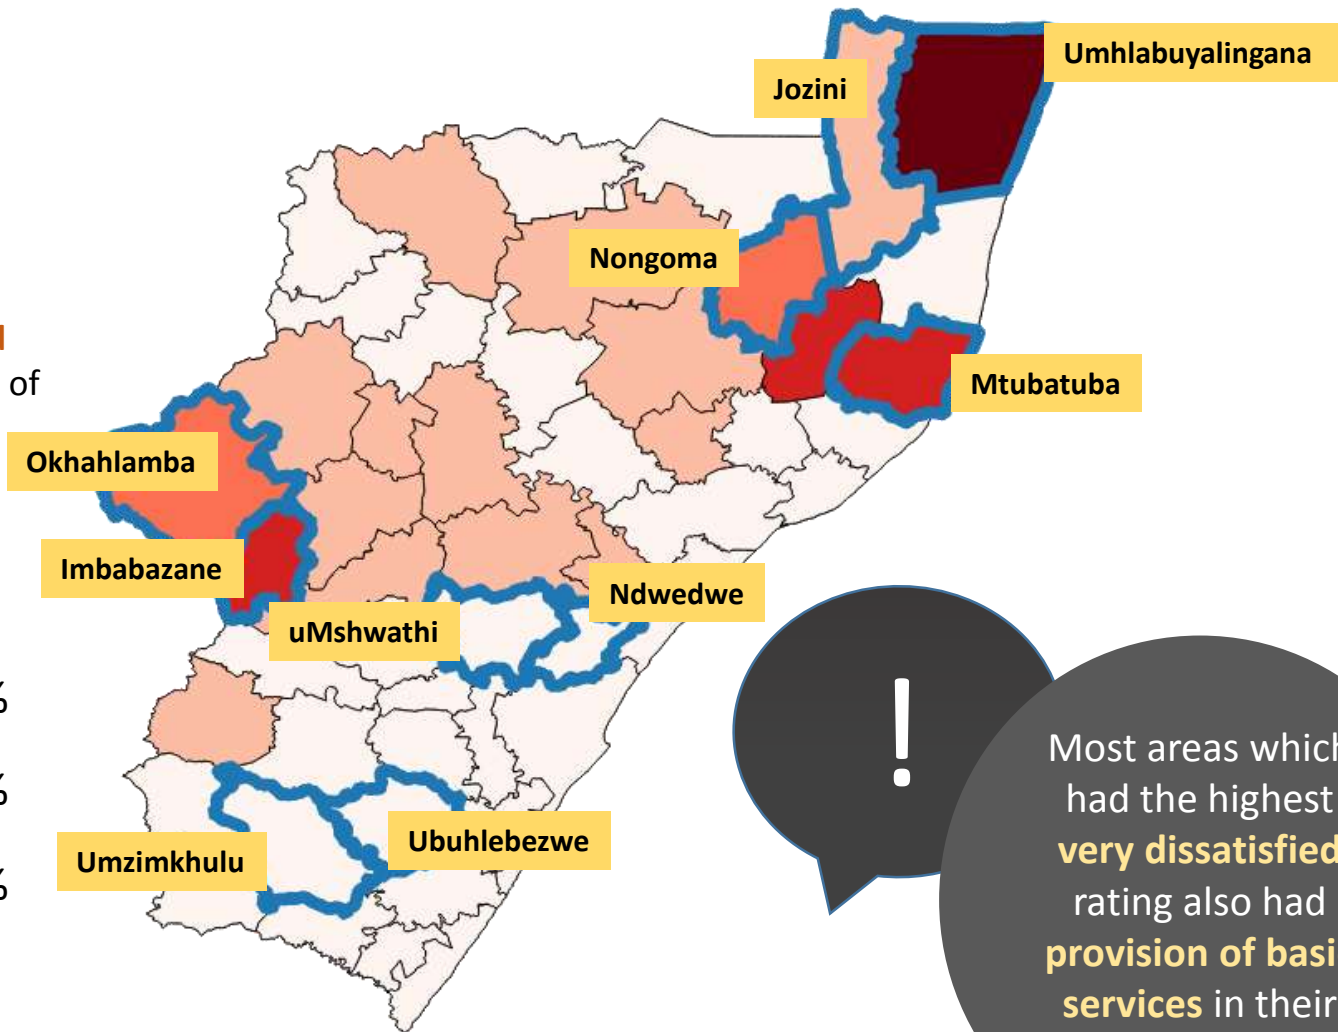 Umhlabuyalingana
Jozini
Nongoma
of
Mtubatuba
Okhahlamba
Imbabazane
Ndwedwe
uMshwathi
%
%
%
Ubuhlebezwe
Umzimkhulu
!
Most areas which
had the highest
very dissatisfied
rating also had
provision of basi
services in their